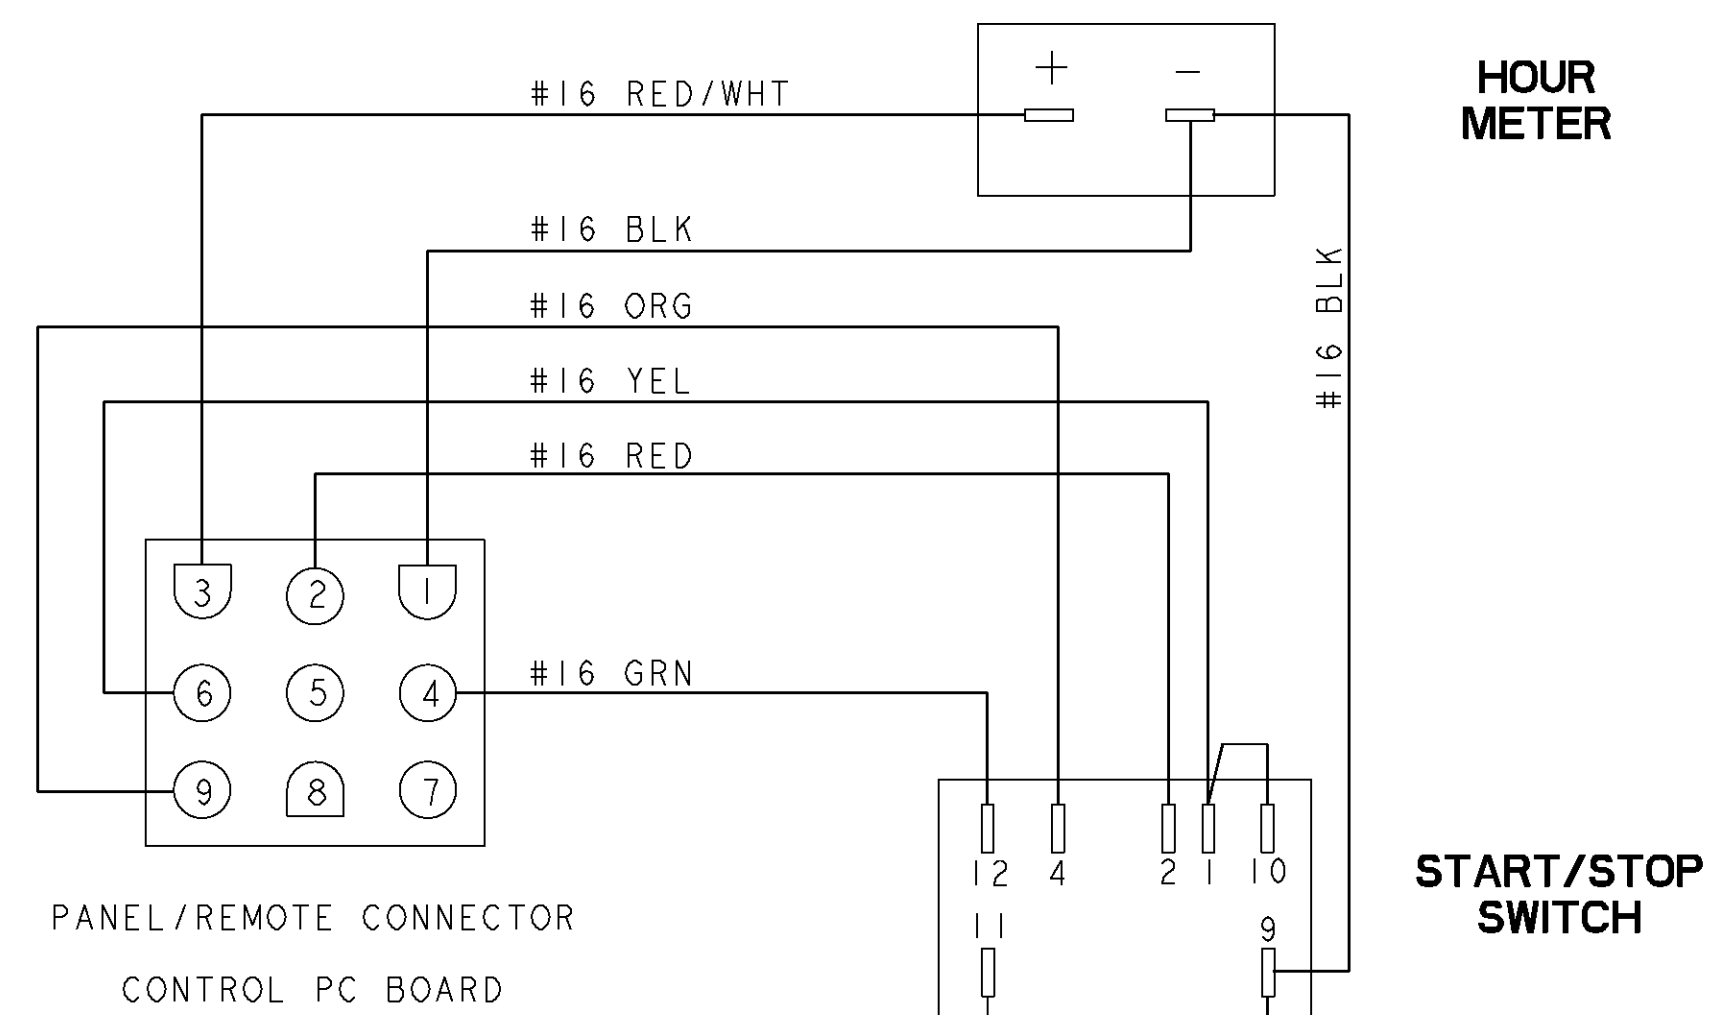 + -
HOUR
METER
#16 RED/WHT
#16 BLK
#16 BLK
#16 ORG
#16 YEL
#16 RED
3 2 1
#16 GRN
6 5 4
9 8 7
12 4 2 1 10
START/STOP
SWITCH
11 9
PANEL/REMOTE CONNECTOR
CONTROL PC BOARD